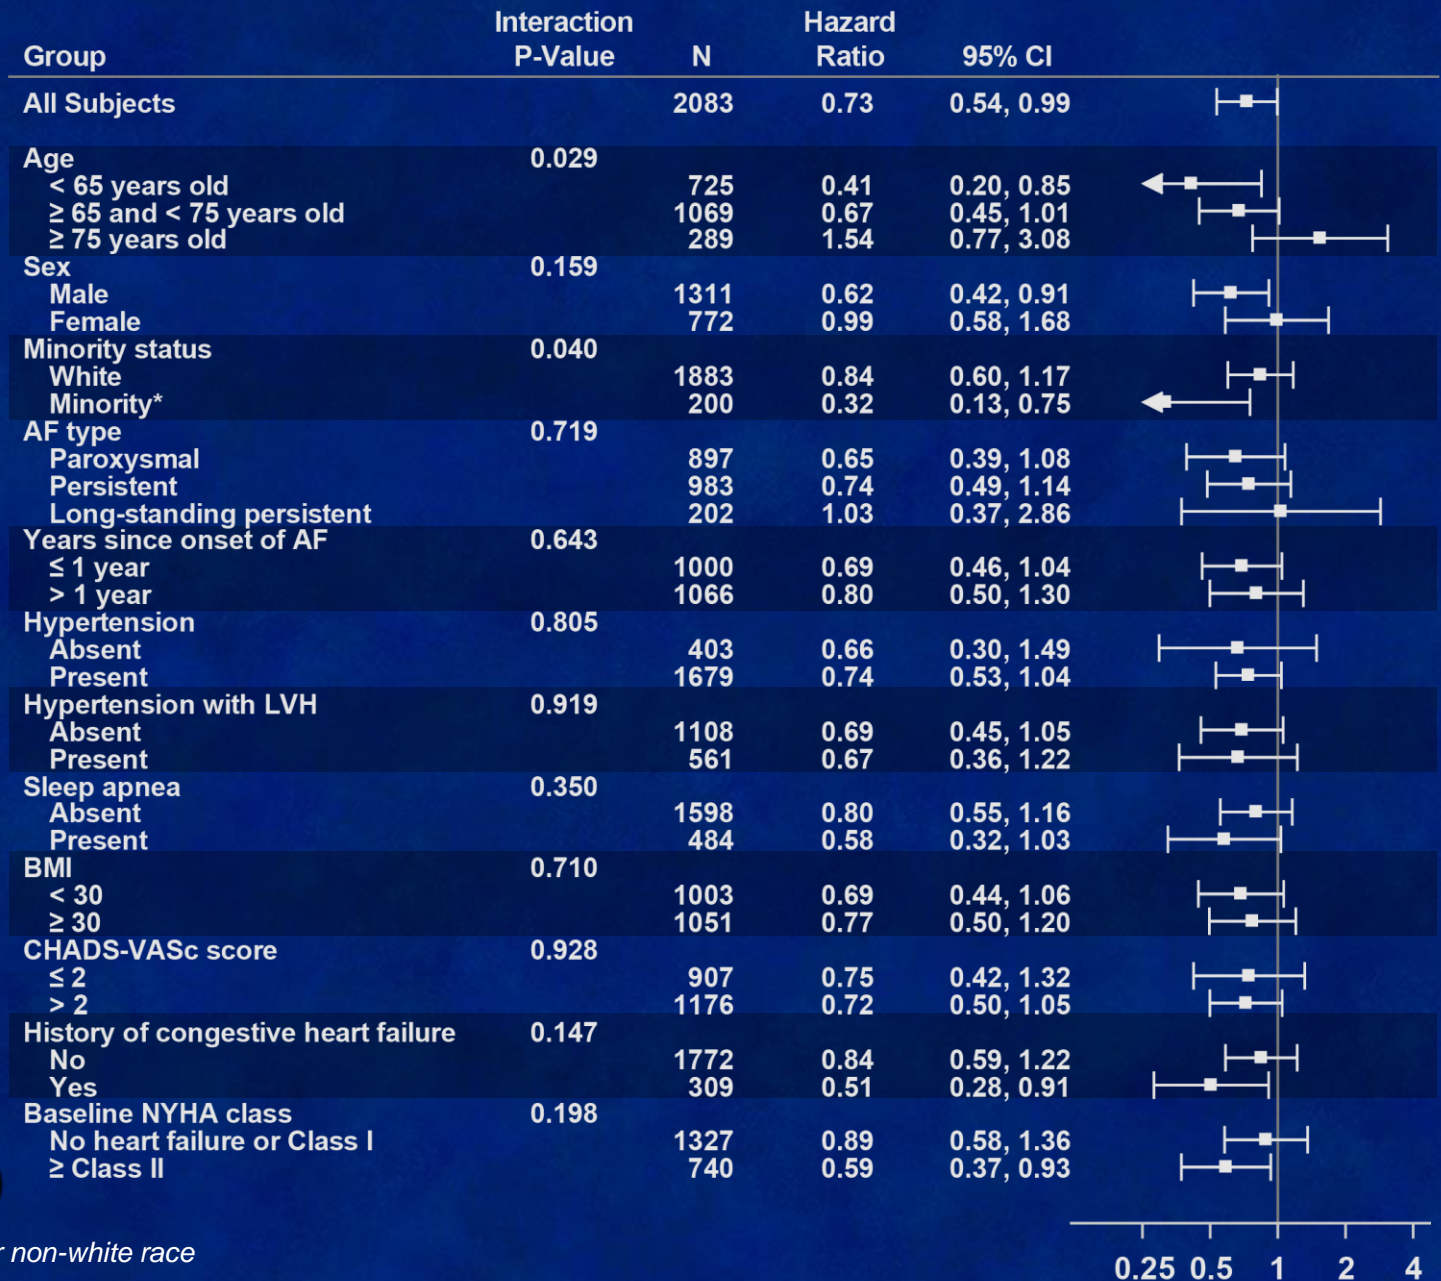 Interaction Hazard
Group P-Value N Ratio 95% CI
All Subjects 2083 0.73 0.54, 0.99
Age 0.029
< 65 years old 725 0.41 0.20, 0.85
≥ 65 and < 75 years old 1069 0.67 0.45, 1.01
≥ 75 years old 289 1.54 0.77, 3.08
Sex 0.159
Male 1311 0.62 0.42, 0.91
Female 772 0.99 0.58, 1.68
Minority status 0.040
White 1883 0.84 0.60, 1.17
Minority* 200 0.32 0.13, 0.75
AF type 0.719
Paroxysmal 897 0.65 0.39, 1.08
Persistent 983 0.74 0.49, 1.14
Long-standing persistent 202 1.03 0.37, 2.86
Years since onset of AF 0.643
≤ 1 year 1000 0.69 0.46, 1.04
> 1 year 1066 0.80 0.50, 1.30
Hypertension 0.805
Absent 403 0.66 0.30, 1.49
Present 1679 0.74 0.53, 1.04
Hypertension with LVH 0.919
Absent 1108 0.69 0.45, 1.05
Present 561 0.67 0.36, 1.22
Sleep apnea 0.350
Absent 1598 0.80 0.55, 1.16
Present 484 0.58 0.32, 1.03
BMI 0.710
< 30 1003 0.69 0.44, 1.06
≥ 30 1051 0.77 0.50, 1.20
CHADS-VASc score 0.928
≤ 2 907 0.75 0.42, 1.32
> 2 1176 0.72 0.50, 1.05
History of congestive heart failure 0.147
No 1772 0.84 0.59, 1.22
Yes 309 0.51 0.28, 0.91
Baseline NYHA class 0.198
No heart failure or Class I 1327 0.89 0.58, 1.36
≥ Class II 740 0.59 0.37, 0.93
non-white race
0.25 0.5 1 2 4